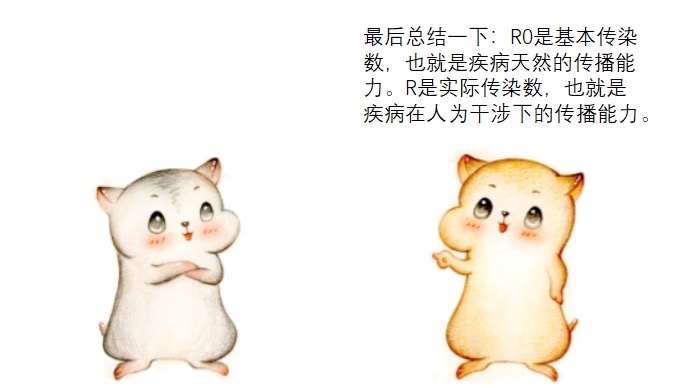 最后总结一下：R0是基本传染
数，也就是疾病天然的传播能
力。R是实际传染数，也就是
疾病在人为干涉下的传播能力。